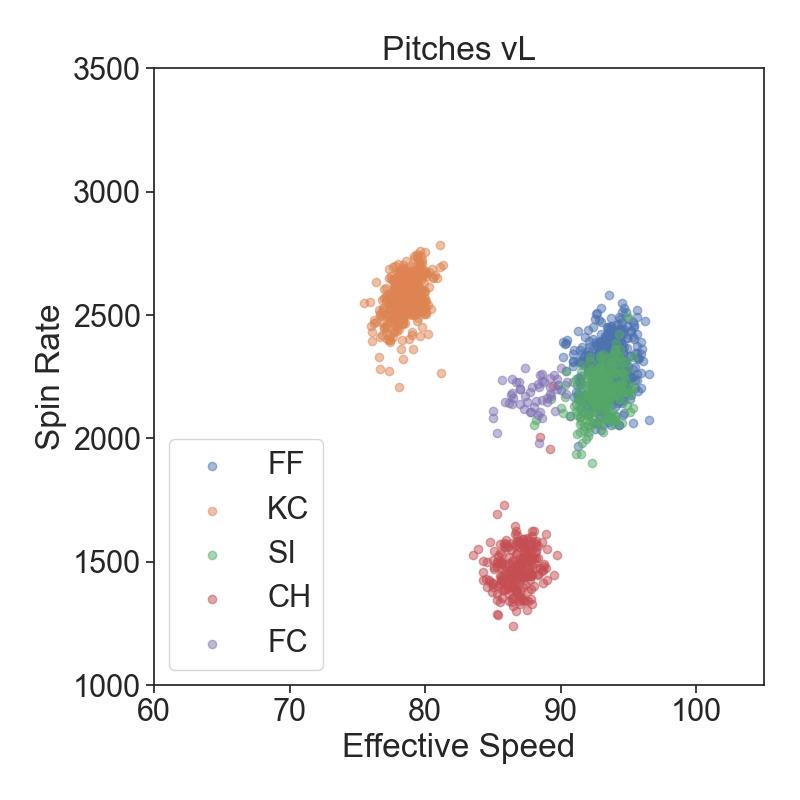 Pitches vL
3500
3000
2500
2000
1500
1000
Spin Rate
FF
KC
SI
CH
FC
60 70 80 90 100
Effective Speed